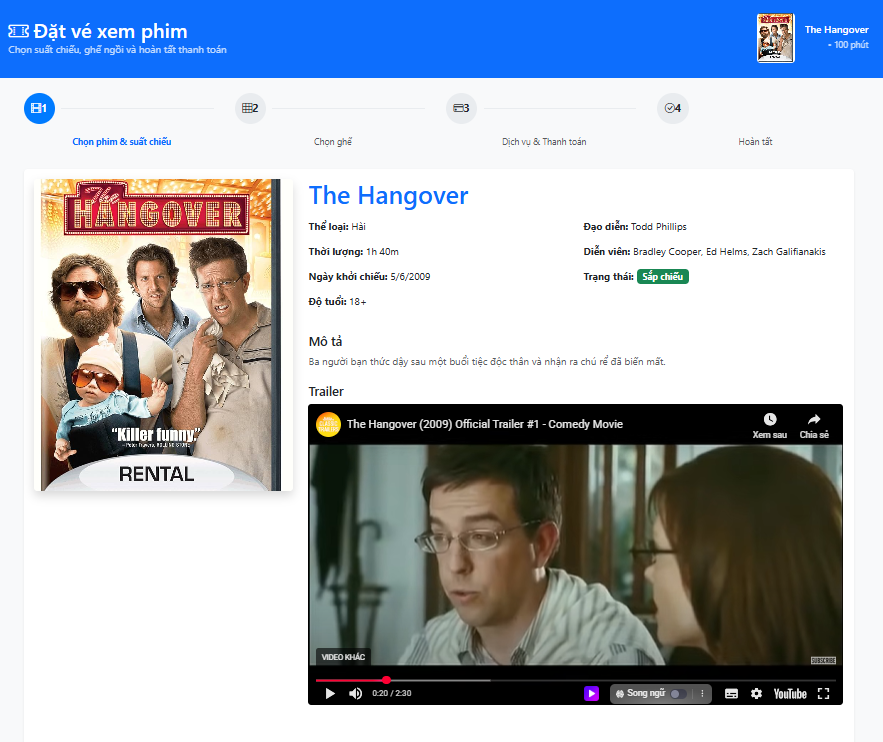 Đặt vé xem phim
Chọn suất chiếu, ghế ngồi và hoàn tất thanh toán
The Hangover
• 100 phút
1
2
3
4
Chọn phim & suất chiếu
Chọn ghế
Dịch vụ & Thanh toán
Hoàn tất
The
HANGOVER
"Killer funny."
- Peter Travers, ROLLING STONE
RENTAL
The Hangover
Thể loại: Hài
Đạo diễn: Todd Phillips
Thời lượng: 1h 40m
Diễn viên: Bradley Cooper, Ed Helms, Zach Galifianakis
Ngày khởi chiếu: 5/6/2009
Trạng thái: Sắp chiếu
Độ tuổi: 18+
Mô tả
Ba người bạn thức dậy sau một buổi tiệc độc thân và nhận ra chú rể đã biến mất.
Trailer
The Hangover (2009) Official Trailer #1 - Comedy Movie
Xem sau
Chia sẻ
VIDEO KHÁC
SUBSCRIBE
0:20 / 2:30
Song ngữ
YouTube